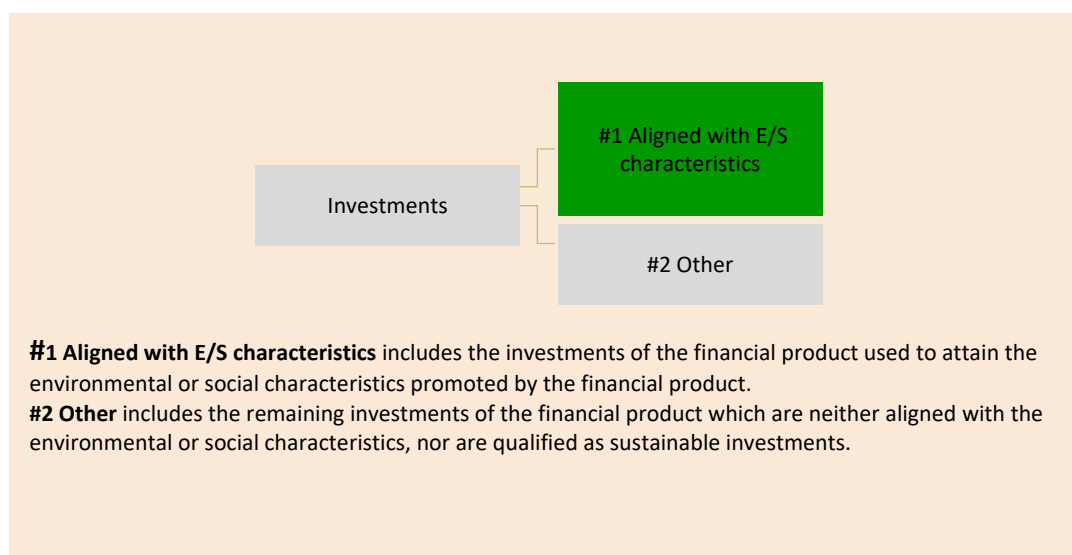 #1 Aligned with E/S
characteristics
Investments
#2 Other
#1 Aligned with E/S characteristics includes the investments of the financial product used to attain the
environmental or social characteristics promoted by the financial product.
#2 Other includes the remaining investments of the financial product which are neither aligned with the
environmental or social characteristics, nor are qualified as sustainable investments.